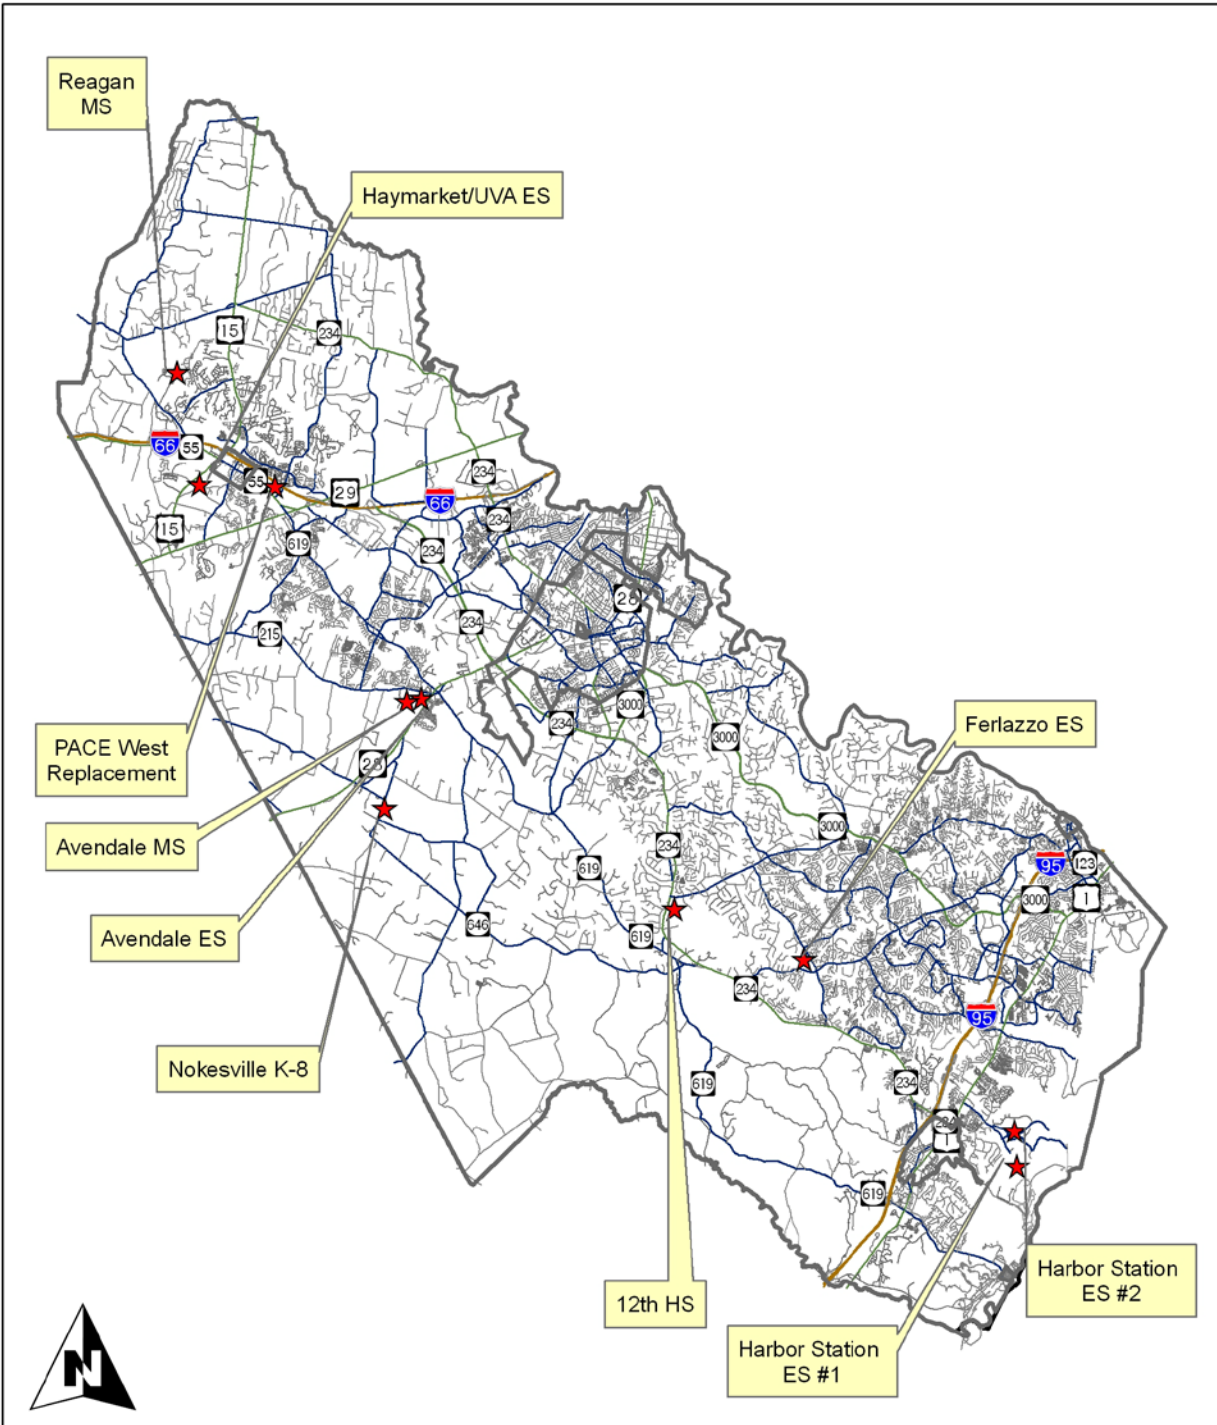 Reagan
MS
Haymarket/UVA ES
15
234
66
55
234
55
29
66
15
234
619
234
28
234
215
3000
234
3000
Ferlazzo ES
PACE West
Replacement
28
3000
Avendale MS
234
95
123
619
3000
1
Avendale ES
646
619
234
95
Nokesville K-8
619
234
1
619
Harbor Station
ES #2
12th HS
Harbor Station
ES #1
N